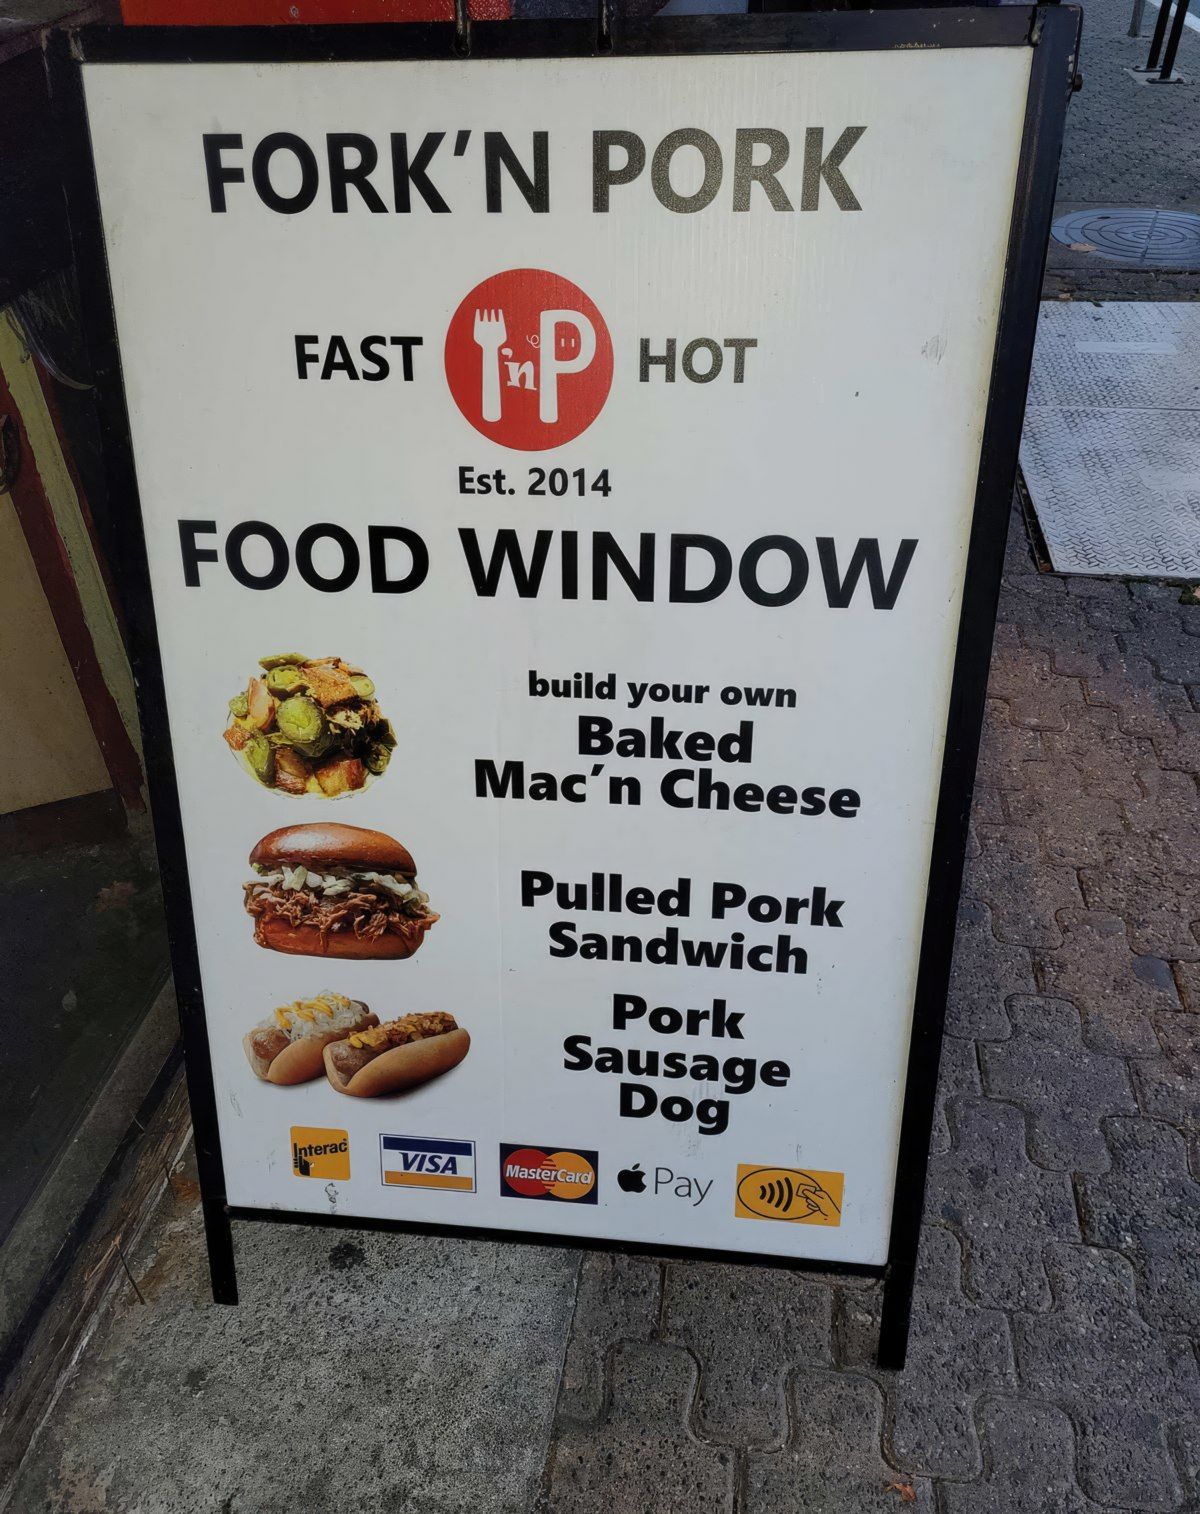 FORK'N PORK
FAST 'n P HOT
Est. 2014
FOOD WINDOW
build your own
Baked
Mac'n Cheese
Pulled Pork
Sandwich
Pork
Sausage
Dog
Interac VISA MasterCard Pay